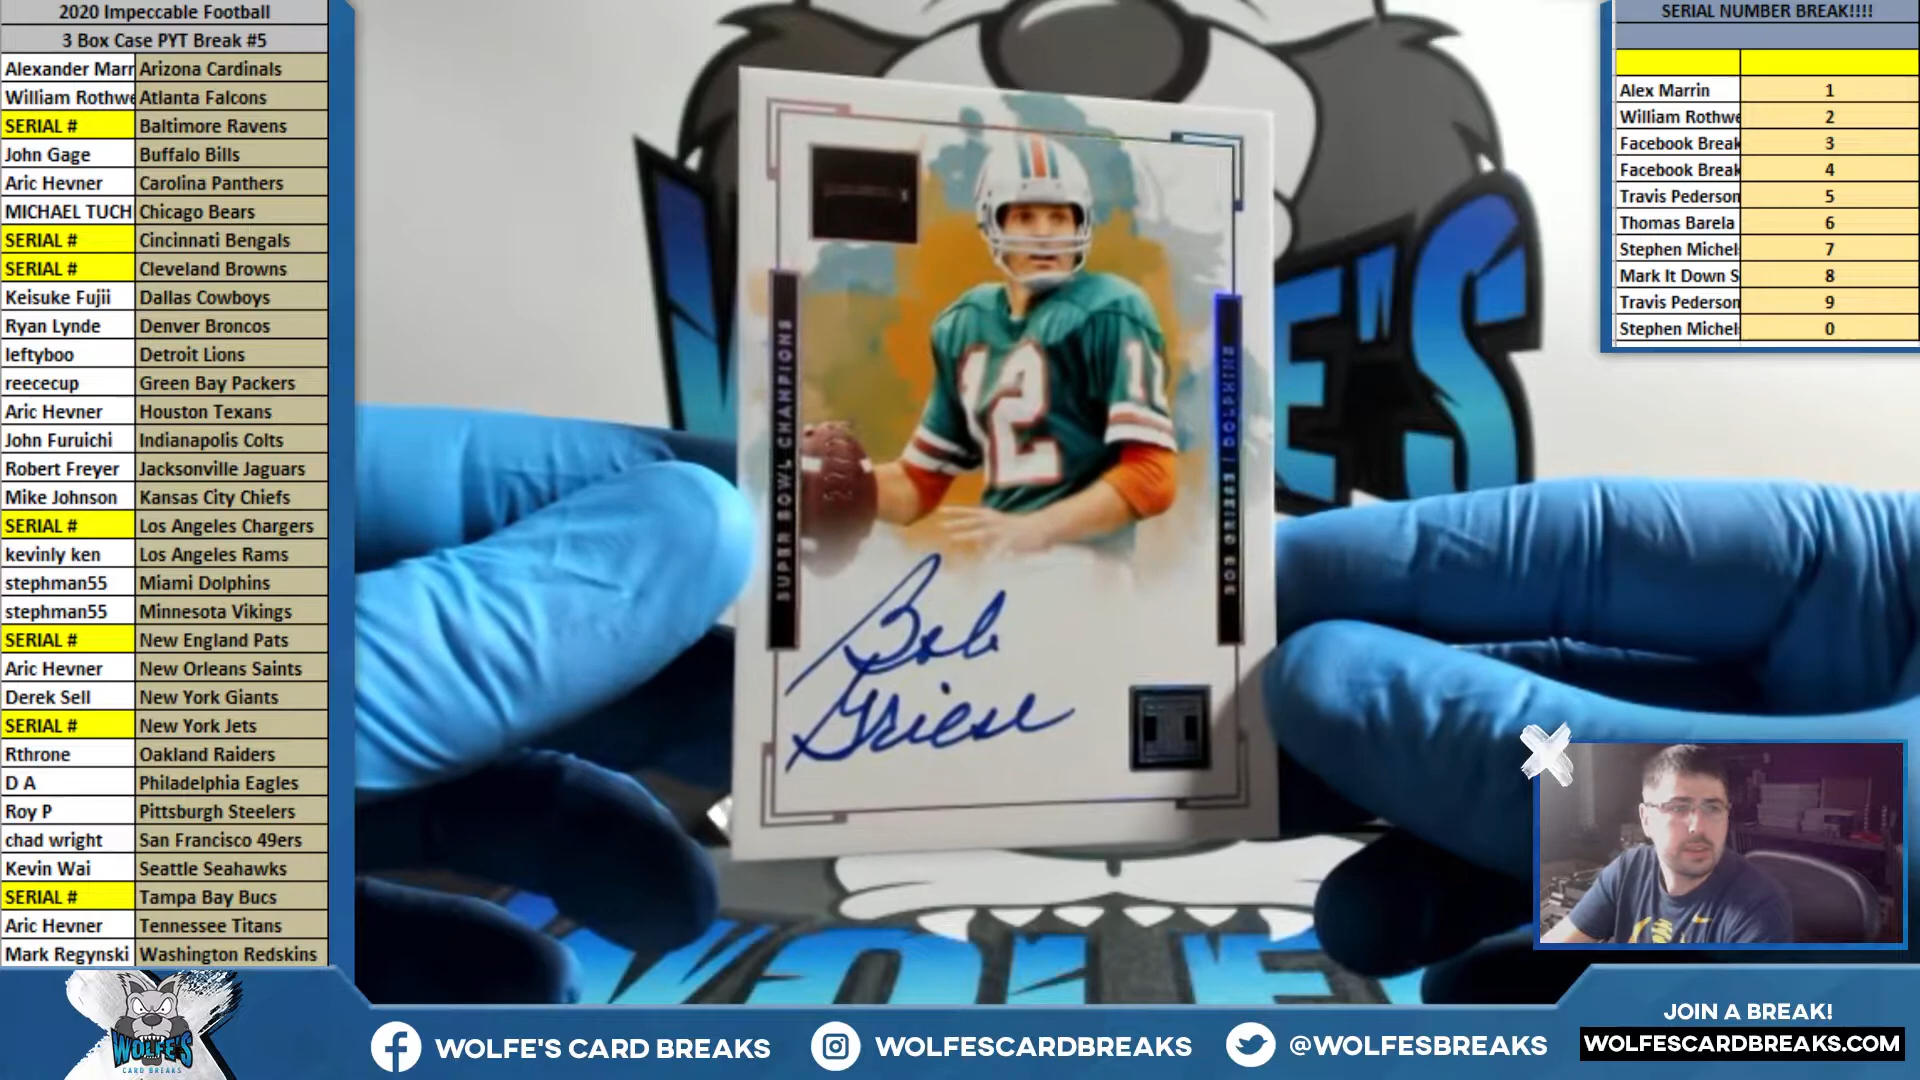 2020 Impeccable Football
3 Box Case PYT Break #5
Alexander Marr Arizona Cardinals
William Rothwe Atlanta Falcons
SERIAL # Baltimore Ravens
John Gage Buffalo Bills
Aric Hevner Carolina Panthers
MICHAEL TUCH Chicago Bears
SERIAL # Cincinnati Bengals
SERIAL # Cleveland Browns
Keisuke Fujii Dallas Cowboys
Ryan Lynde Denver Broncos
leftyboo Detroit Lions
reececup Green Bay Packers
Aric Hevner Houston Texans
John Furuichi Indianapolis Colts
Robert Freyer Jacksonville Jaguars
Mike Johnson Kansas City Chiefs
SERIAL # Los Angeles Chargers
kevinly ken Los Angeles Rams
stephman55 Miami Dolphins
stephman55 Minnesota Vikings
SERIAL # New England Pats
Aric Hevner New Orleans Saints
Derek Sell New York Giants
SERIAL # New York Jets
Rthrone Oakland Raiders
D A Philadelphia Eagles
Roy P Pittsburgh Steelers
chad wright San Francisco 49ers
Kevin Wai Seattle Seahawks
SERIAL # Tampa Bay Bucs
Aric Hevner Tennessee Titans
Mark Regynski Washington Redskins
SUPER BOWL CHAMPIONS
12
12
BOB GRIESE / DOLPHINS
Bob
Griese
SERIAL NUMBER BREAK!!!!
Alex Marrin 1
William Rothwe 2
Facebook Break 3
Facebook Break 4
Travis Pederson 5
Thomas Barela 6
Stephen Michel 7
Mark It Down S 8
Travis Pederson 9
Stephen Michel 0
WOLFE'S
CARD BREAKS
WOLFE'S CARD BREAKS
WOLFESCARDBREAKS
@WOLFESBREAKS
JOIN A BREAK!
WOLFESCARDBREAKS.COM